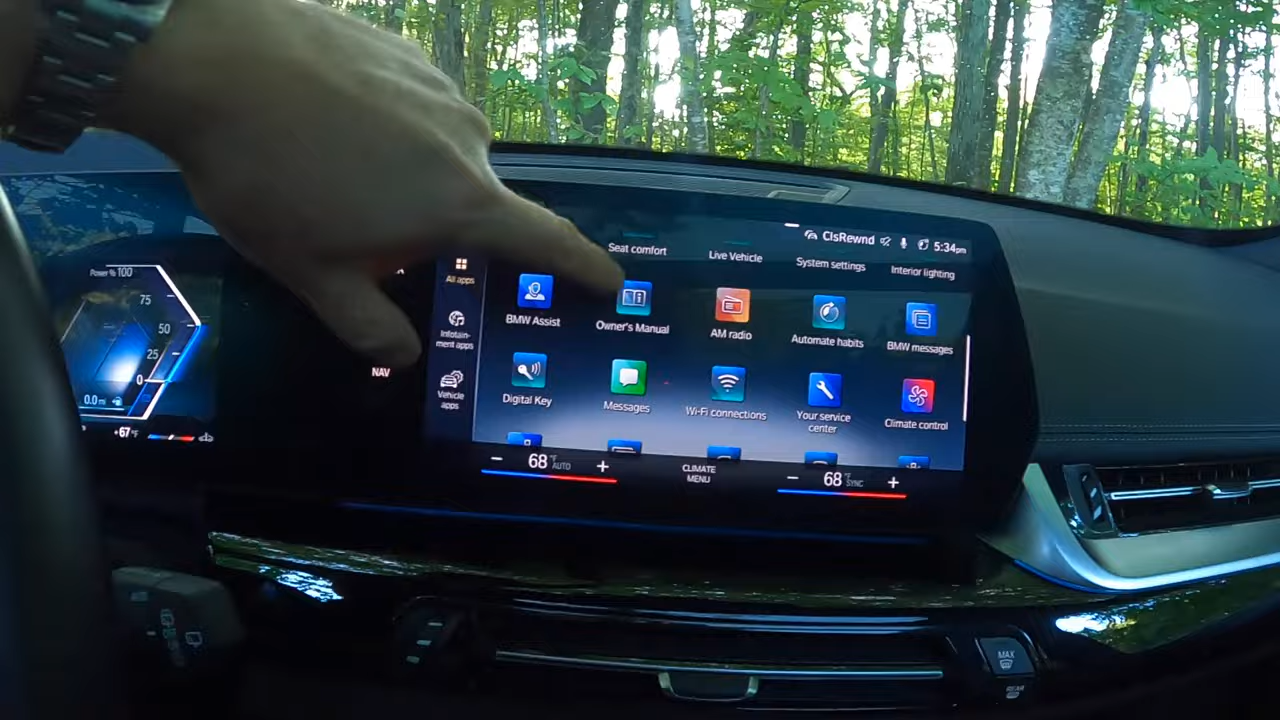 Power % 100
75
50
25
0
0.0 mi
+67°F
NAV
All apps
Infotain-
ment apps
Vehicle
apps
ClsRewnd
5:34pm
Seat comfort
Live Vehicle
System settings
Interior lighting
BMW Assist
Owner's Manual
AM radio
Automate habits
BMW messages
Digital Key
Messages
Wi-Fi connections
Your service
center
Climate control
− 68°F AUTO +
CLIMATE
MENU
− 68°F SYNC +
MAX
REAR